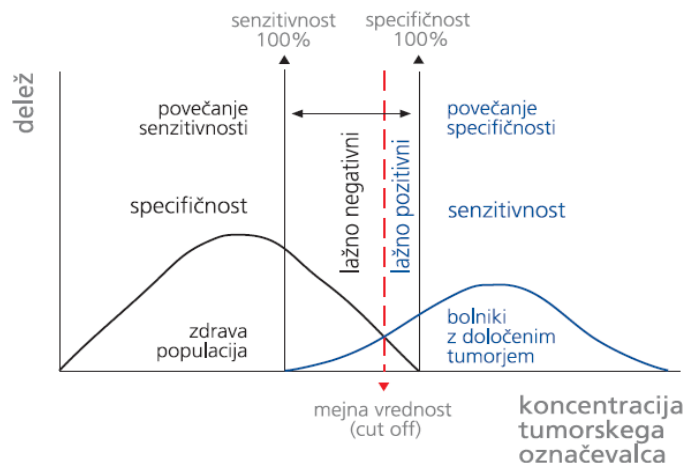 senzitivnost
100%
specifičnost
100%
delež
povečanje
senzitivnosti
povečanje
specifičnosti
lažno negativni
lažno pozitivni
specifičnost
senzitivnost
zdrava
populacija
bolniki
z določenim
tumorjem
mejna vrednost
(cut off)
koncentracija
tumorskega
označevalca